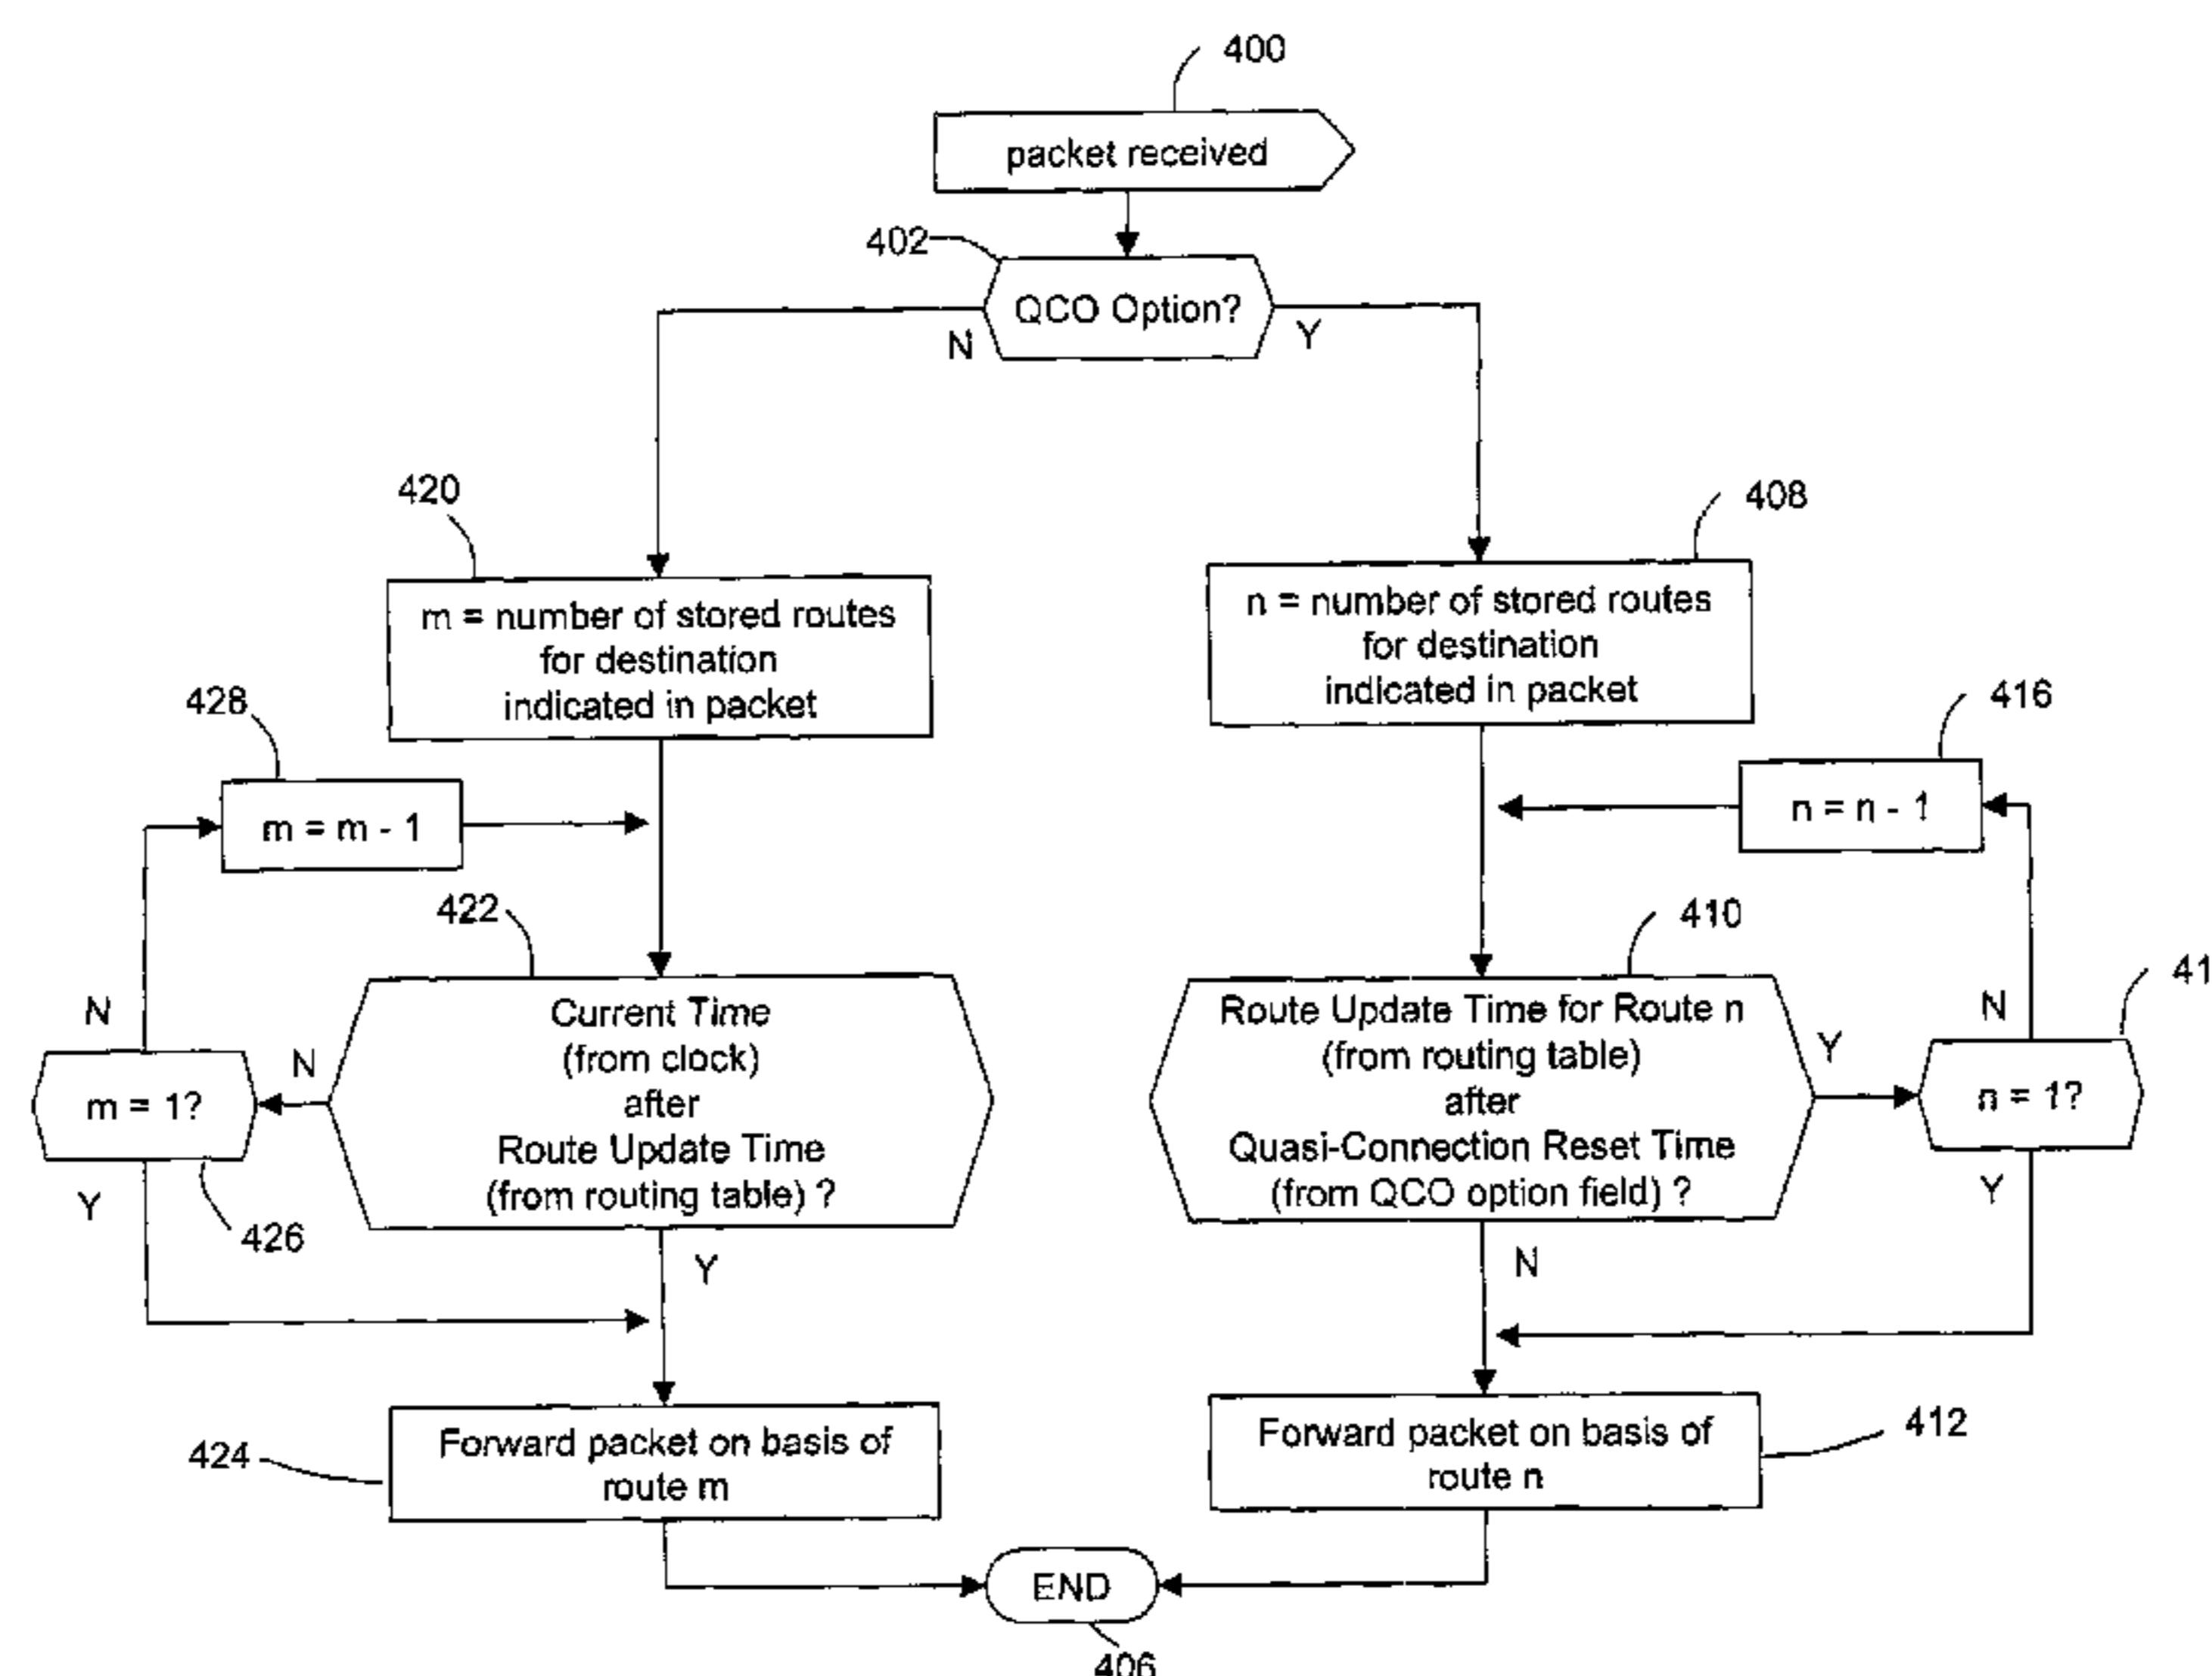 400
packet received
402
QCO Option?
N
Y
420
408
m = number of stored routes
for destination
indicated in packet
n = number of stored routes
for destination
indicated in packet
428
416
m = m - 1
n = n - 1
422
410
41
N
Current Time
(from clock)
after
Route Update Time
(from routing table) ?
Route Update Time for Route n
(from routing table)
after
Quasi-Connection Reset Time
(from QCO option field) ?
N
Y
N
m = 1?
n = 1?
Y
426
Y
Y
N
424
Forward packet on basis of
route m
Forward packet on basis of
route n
412
END
406